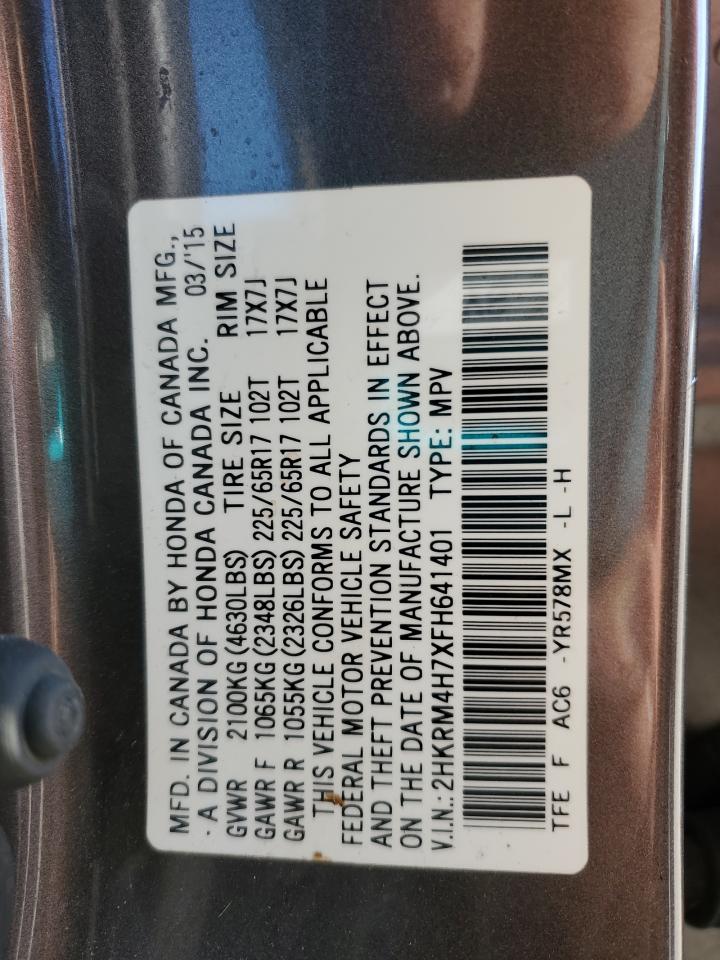 MFD. IN CANADA BY HONDA OF CANADA MFG.,
A DIVISION OF HONDA CANADA INC. 03/'15
GVWR 2100KG(4630LBS) TIRE SIZE RIM SIZE
GAWR F 1065KG(2348LBS) 225/65R17 102T 17X7J
GAWR R 1055KG(2326LBS) 225/65R17 102T 17X7J
THIS VEHICLE CONFORMS TO ALL APPLICABLE
FEDERAL MOTOR VEHICLE SAFETY
AND THEFT PREVENTION STANDARDS IN EFFECT
ON THE DATE OF MANUFACTURE SHOWN ABOVE.
V.I.N.: 2HKRM4H7XFH641401 TYPE: MPV
TFE F AC6 -YR578MX -L -H